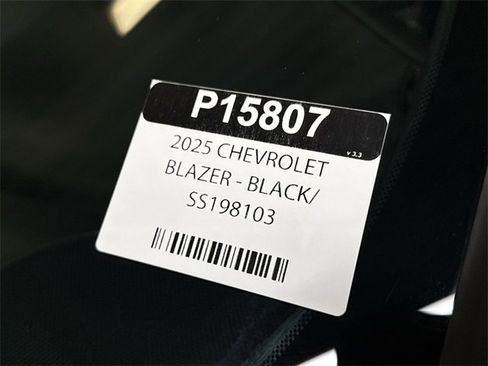 P15807
v 3.3
2025 CHEVROLET
BLAZER - BLACK/
SS198103